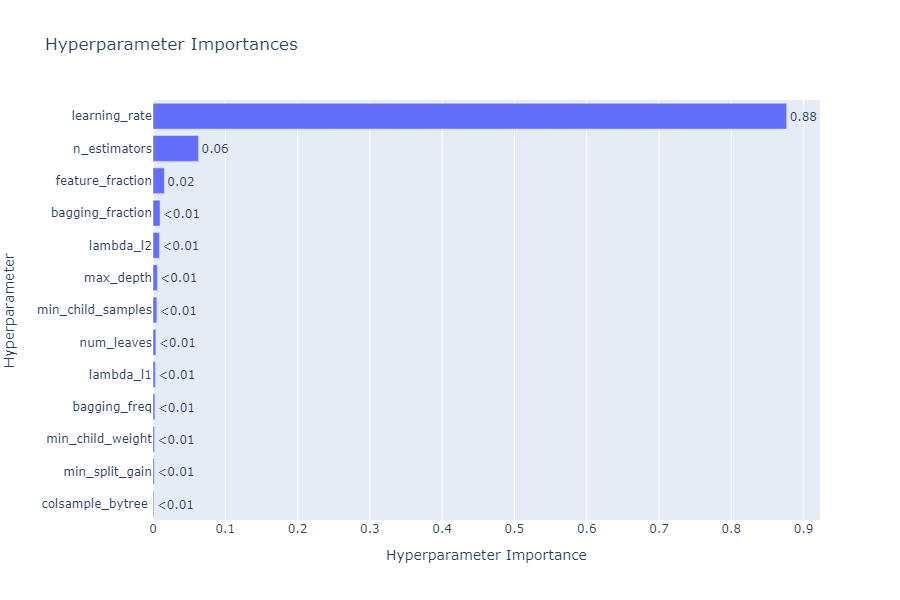 Hyperparameter Importances
learning_rate 0.88
n_estimators 0.06
feature_fraction 0.02
bagging_fraction <0.01
lambda_l2 <0.01
max_depth <0.01
min_child_samples <0.01
num_leaves <0.01
lambda_l1 <0.01
bagging_freq <0.01
min_child_weight <0.01
min_split_gain <0.01
colsample_bytree <0.01
Hyperparameter
0 0.1 0.2 0.3 0.4 0.5 0.6 0.7 0.8 0.9
Hyperparameter Importance